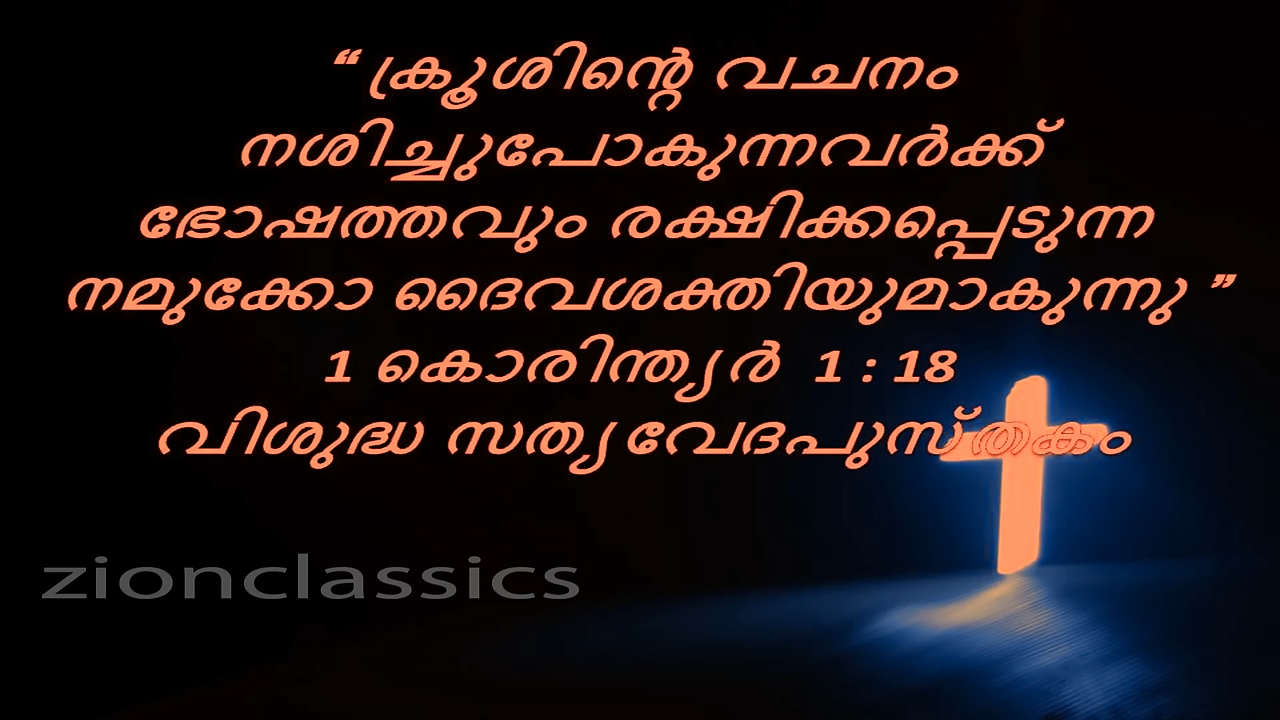 “ ക്രൂശിന്റെ വചനം
നശിച്ചുപോകുന്നവർക്ക്
ഭോഷത്തവും രക്ഷിക്കപ്പെടുന്ന
നമുക്കോ ദൈവശക്തിയുമാകുന്നു ”
1 കൊരിന്ത്യർ 1 : 18
വിശുദ്ധ സത്യവേദപുസ്തകം
zionclassics